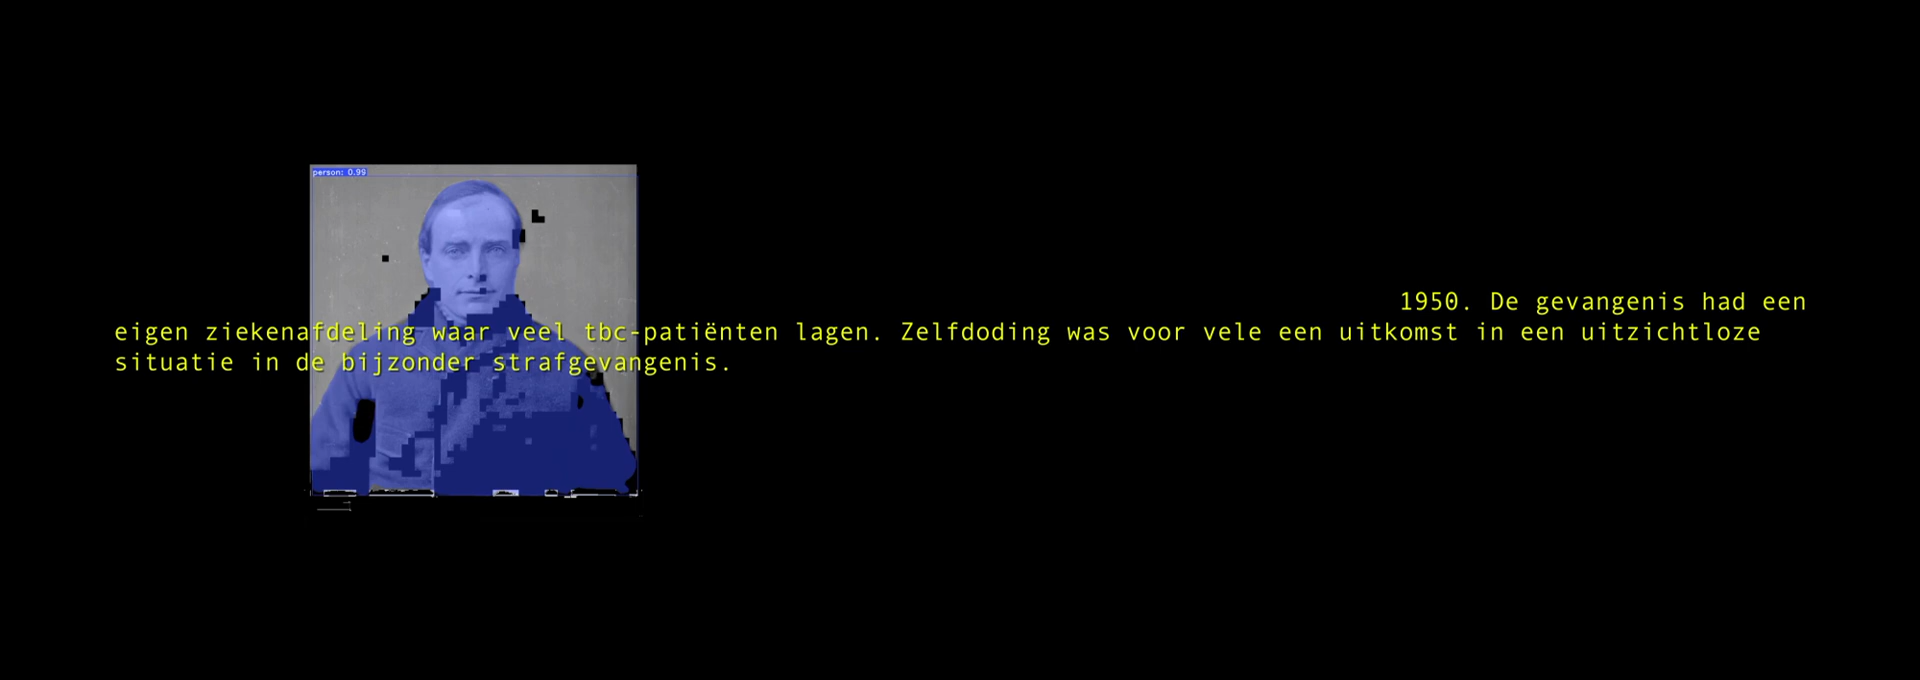 person: 0.99
1950. De gevangenis had een
eigen ziekenafdeling waar veel tbc-patiënten lagen. Zelfdoding was voor vele een uitkomst in een uitzichtloze
situatie in de bijzonder strafgevangenis.